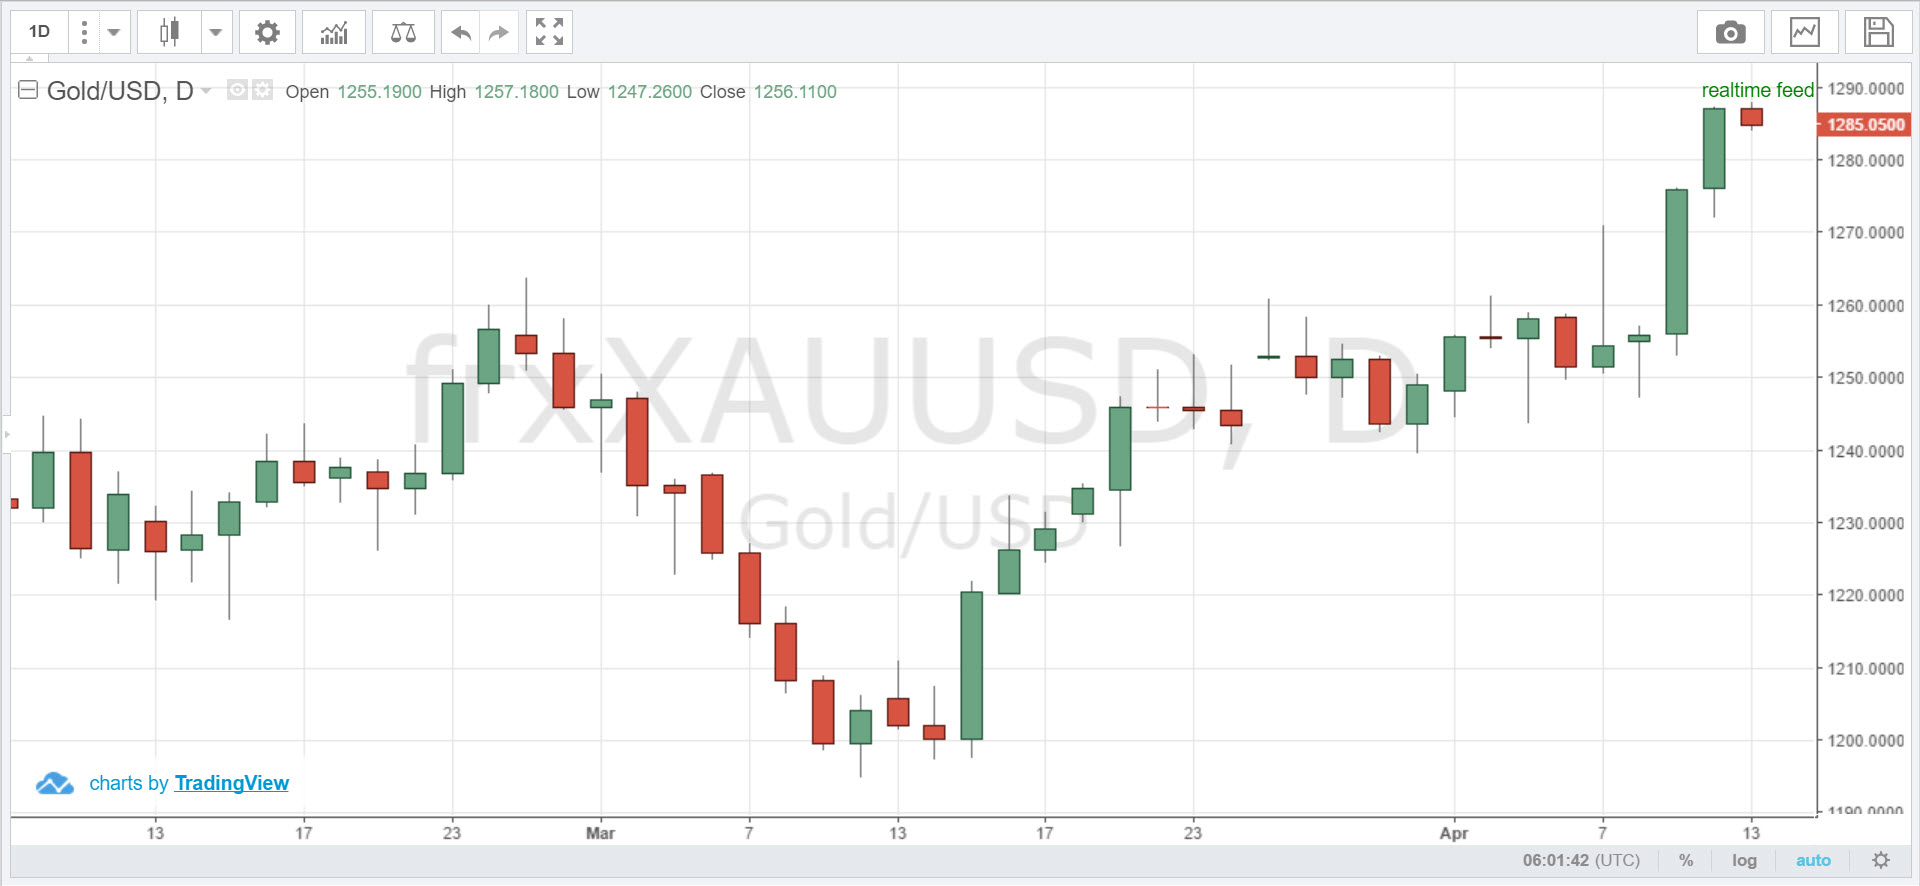 1D
Gold/USD, D Open 1255.1900 High 1257.1800 Low 1247.2600 Close 1256.1100
realtime feed
1290.0000
1285.0500
1280.0000
1270.0000
1260.0000
1250.0000
1240.0000
1230.0000
1220.0000
1210.0000
1200.0000
1190.0000
frxXAUUSD, D
Gold/USD
charts by TradingView
13 17 23 Mar 7 13 17 23 Apr 7 13
06:01:42 (UTC) % log auto